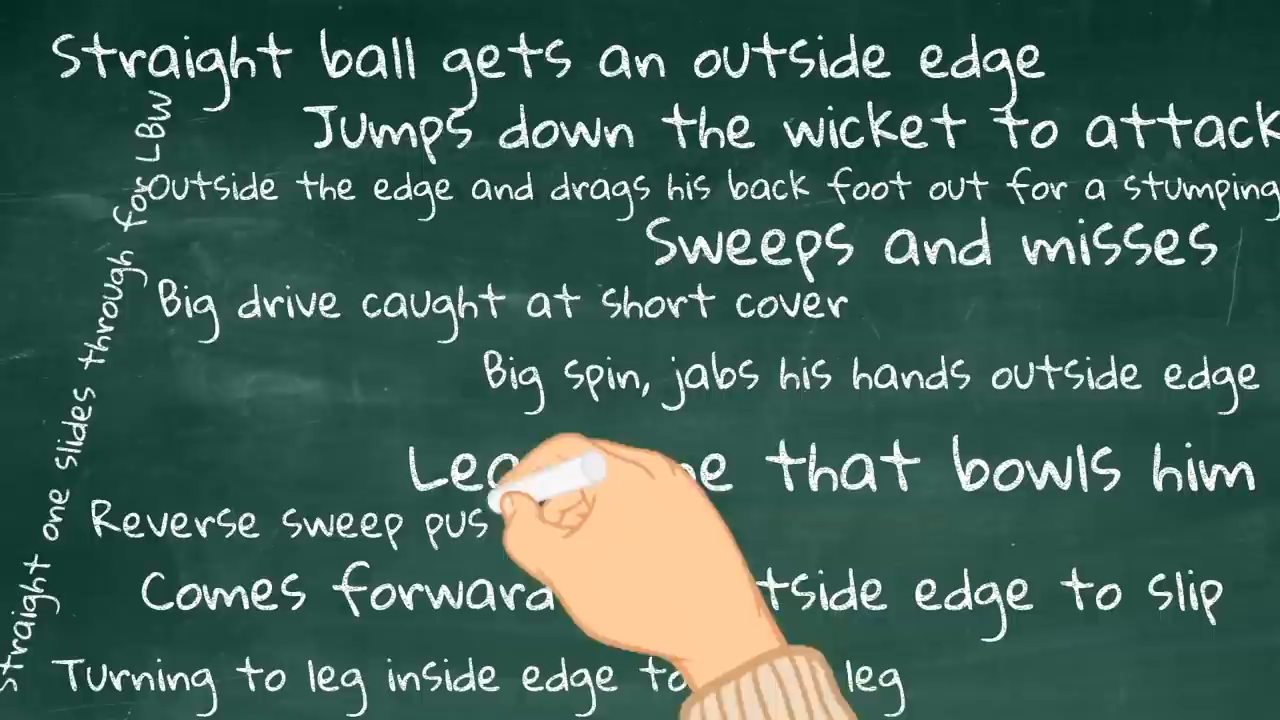 Straight ball gets an outside edge
Jumps down the wicket to attack
Outside the edge and drags his back foot out for a stumping
Sweeps and misses
Big drive caught at short cover
Big spin, jabs his hands outside edge
that bowls him
Reverse sweep
Comes forward edge to slip
Turning to leg inside edge to leg
Straight one slides through for LBW